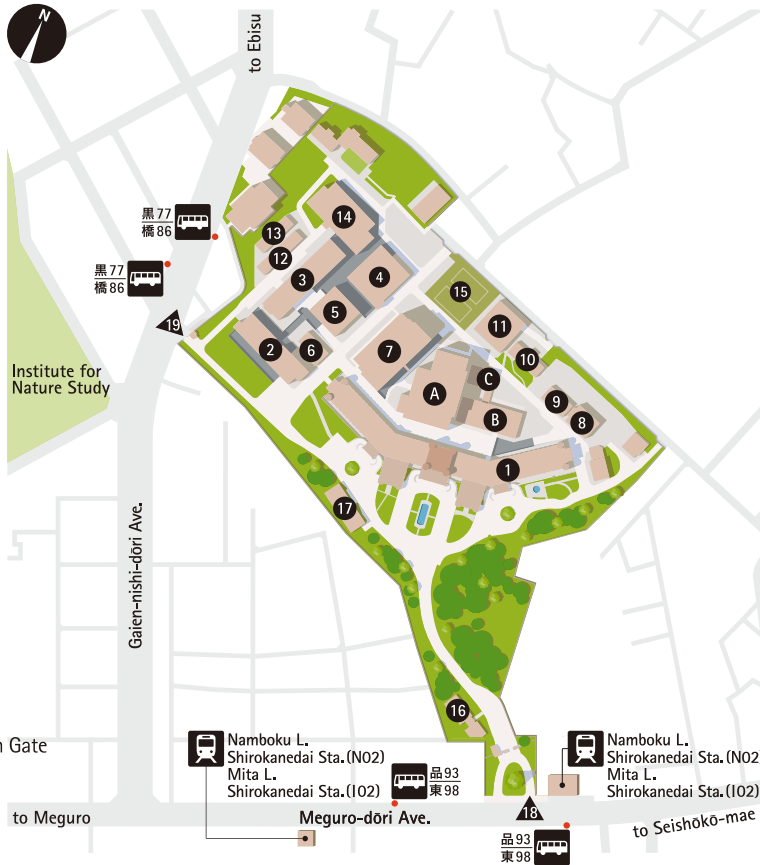 N
to Ebisu
黒77
橋86
黒77
橋86
14
13
12
3
4
15
5
11
19
2
6
7
10
C
A
9
B
8
Institute for
Nature Study
1
17
Gaien-nishi-dōri Ave.
16
Gate
Namboku L.
Shirokanedai Sta.(N02)
Mita L.
Shirokanedai Sta.(I02)
品93
東98
Namboku L.
Shirokanedai Sta.(N02)
Mita L.
Shirokanedai Sta.(I02)
to Meguro
Meguro-dōri Ave.
18
to Seishōkō-mae
品93
東98